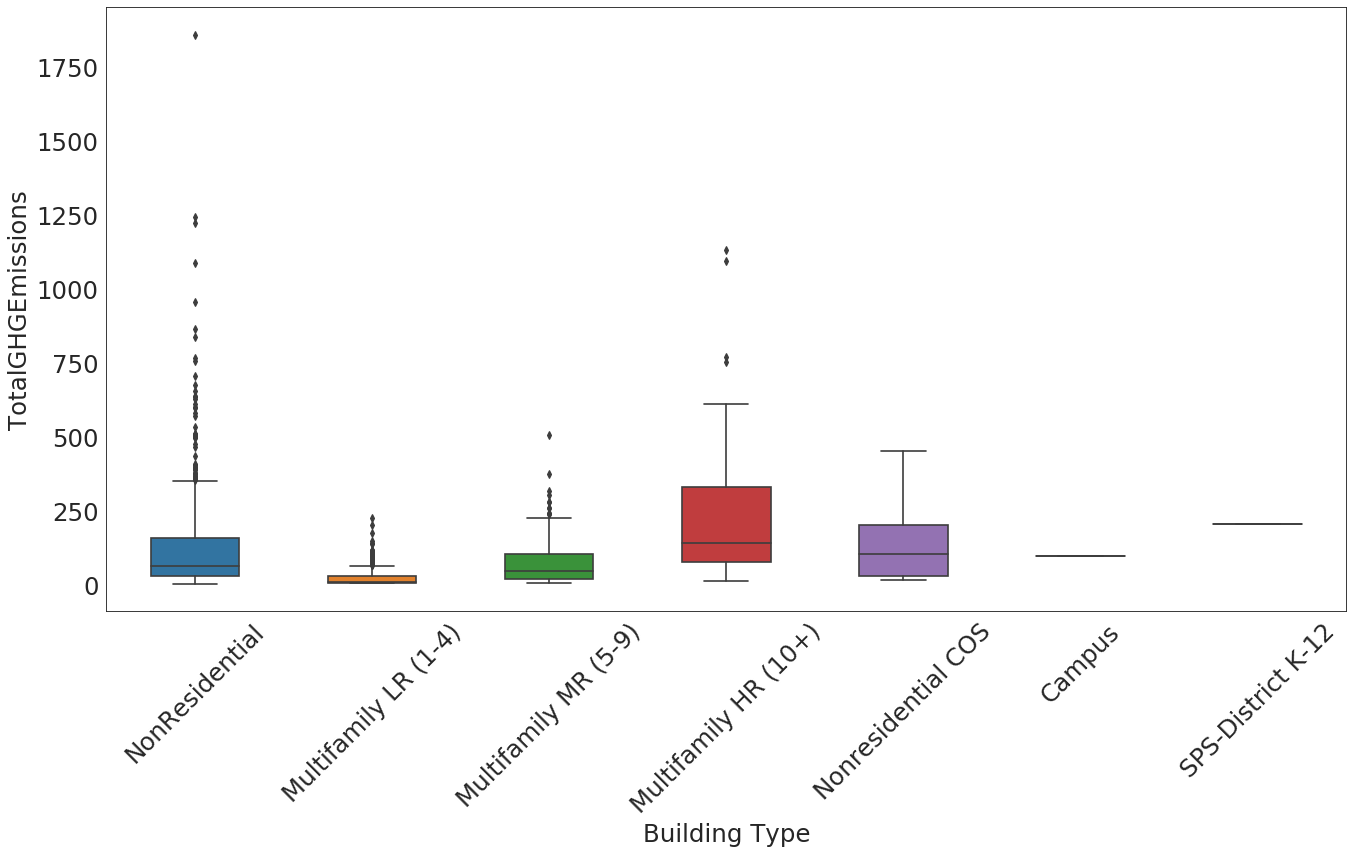 TotalGHGEmissions
1750
1500
1250
1000
750
500
250
0
NonResidential
Multifamily LR (1-4)
Multifamily MR (5-9)
Multifamily HR (10+)
Nonresidential COS
Campus
SPS-District K-12
Building Type